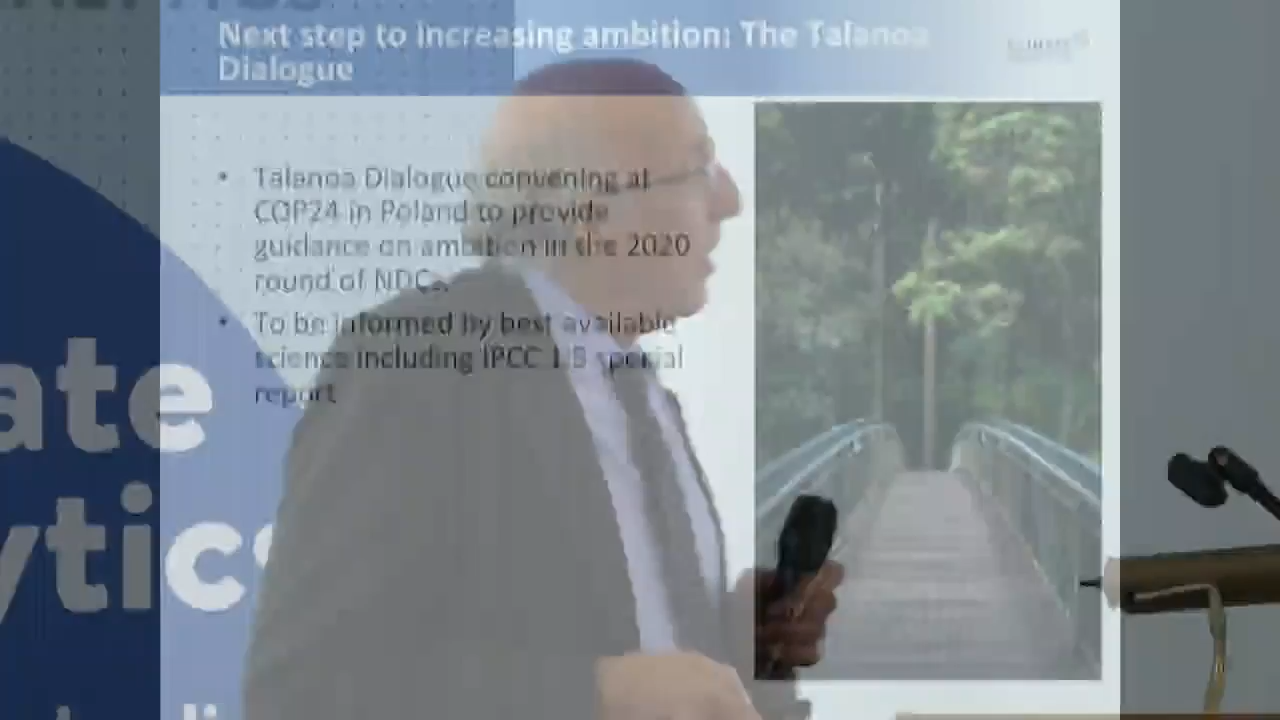 Next step to increasing ambition: The Talanoa
Dialogue
• Talanoa Dialogue convening at
COP24 in Poland to provide
guidance on ambition in the 2020
round of NDCs.
• To be informed by best available
science including IPCC 1.5 special
report
ate
ytics